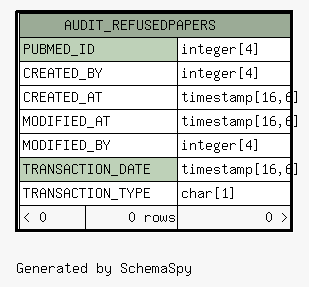 AUDIT_REFUSEDPAPERS
PUBMED_ID integer[4]
CREATED_BY integer[4]
CREATED_AT timestamp[16,6]
MODIFIED_AT timestamp[16,6]
MODIFIED_BY integer[4]
TRANSACTION_DATE timestamp[16,6]
TRANSACTION_TYPE char[1]
< 0 0 rows 0 >
Generated by SchemaSpy